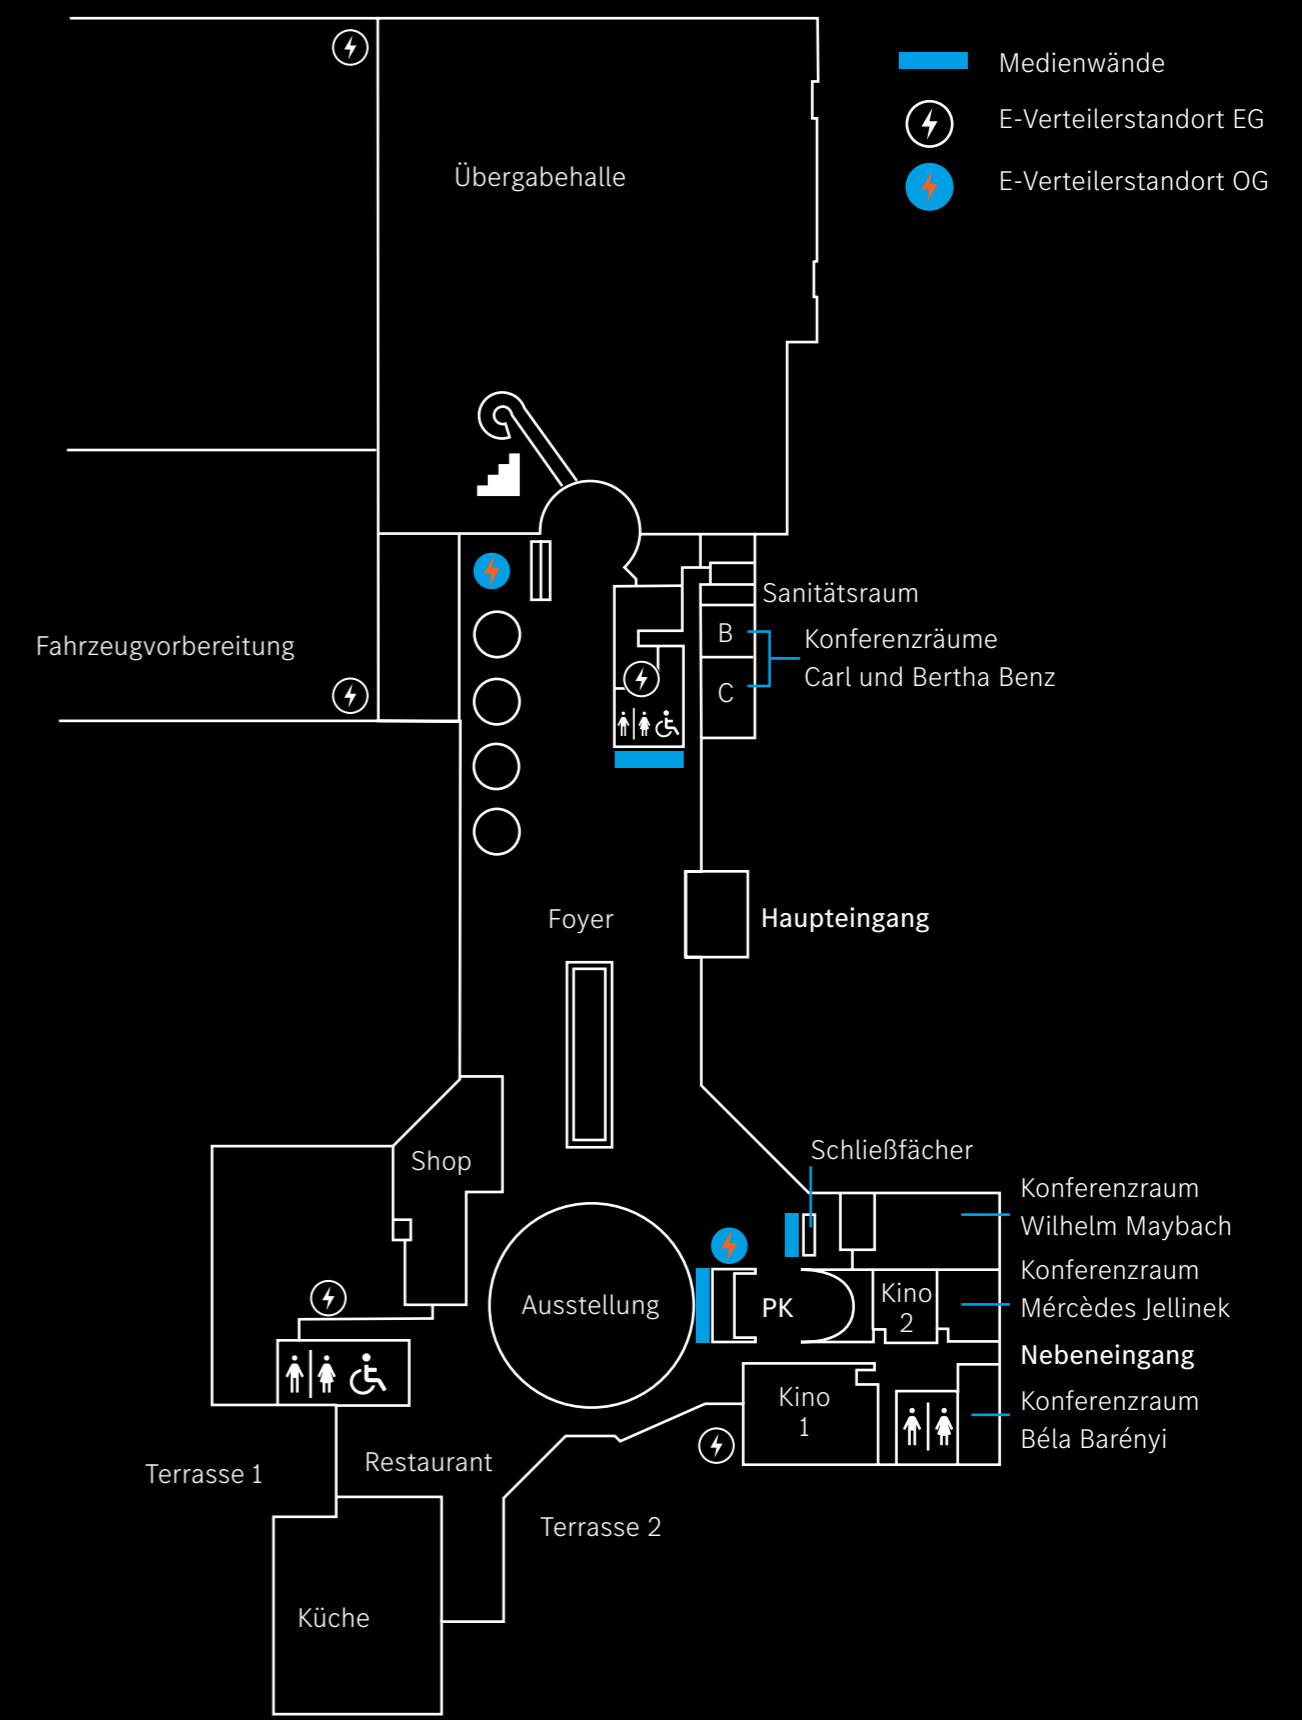 Medienwände
E-Verteilerstandort EG
E-Verteilerstandort OG
Übergabehalle
Sanitätsraum
B
Konferenzräume
Carl und Bertha Benz
C
Fahrzeugvorbereitung
Foyer
Haupteingang
Shop
Schließfächer
Konferenzraum
Wilhelm Maybach
Konferenzraum
Mércèdes Jellinek
Ausstellung
PK
Kino
2
Nebeneingang
Kino
1
Konferenzraum
Béla Barényi
Terrasse 1
Restaurant
Terrasse 2
Küche